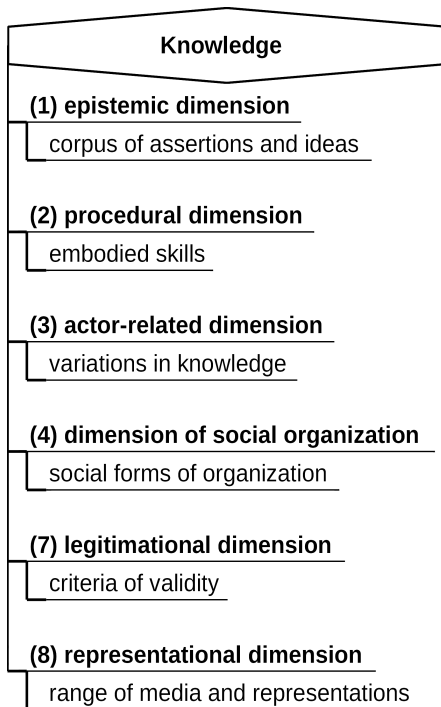 Knowledge
(1) epistemic dimension
corpus of assertions and ideas
(2) procedural dimension
embodied skills
(3) actor-related dimension
variations in knowledge
(4) dimension of social organization
social forms of organization
(7) legitimational dimension
criteria of validity
(8) representational dimension
range of media and representations